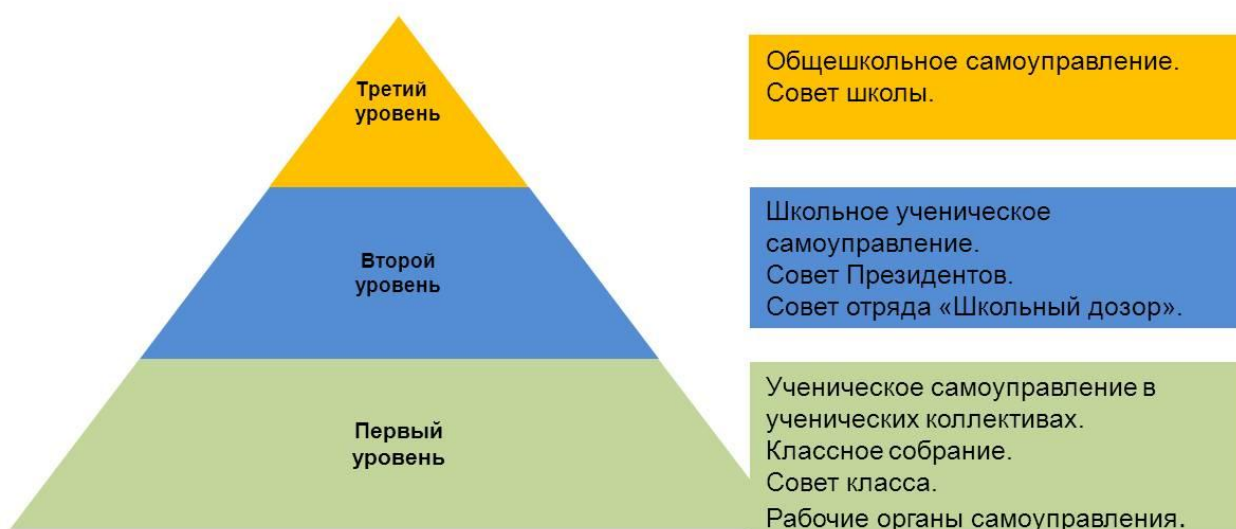 Третий
уровень
Общешкольное самоуправление.
Совет школы.
Второй
уровень
Школьное ученическое
самоуправление.
Совет Президентов.
Совет отряда «Школьный дозор».
Первый
уровень
Ученическое самоуправление в
ученических коллективах.
Классное собрание.
Совет класса.
Рабочие органы самоуправления.